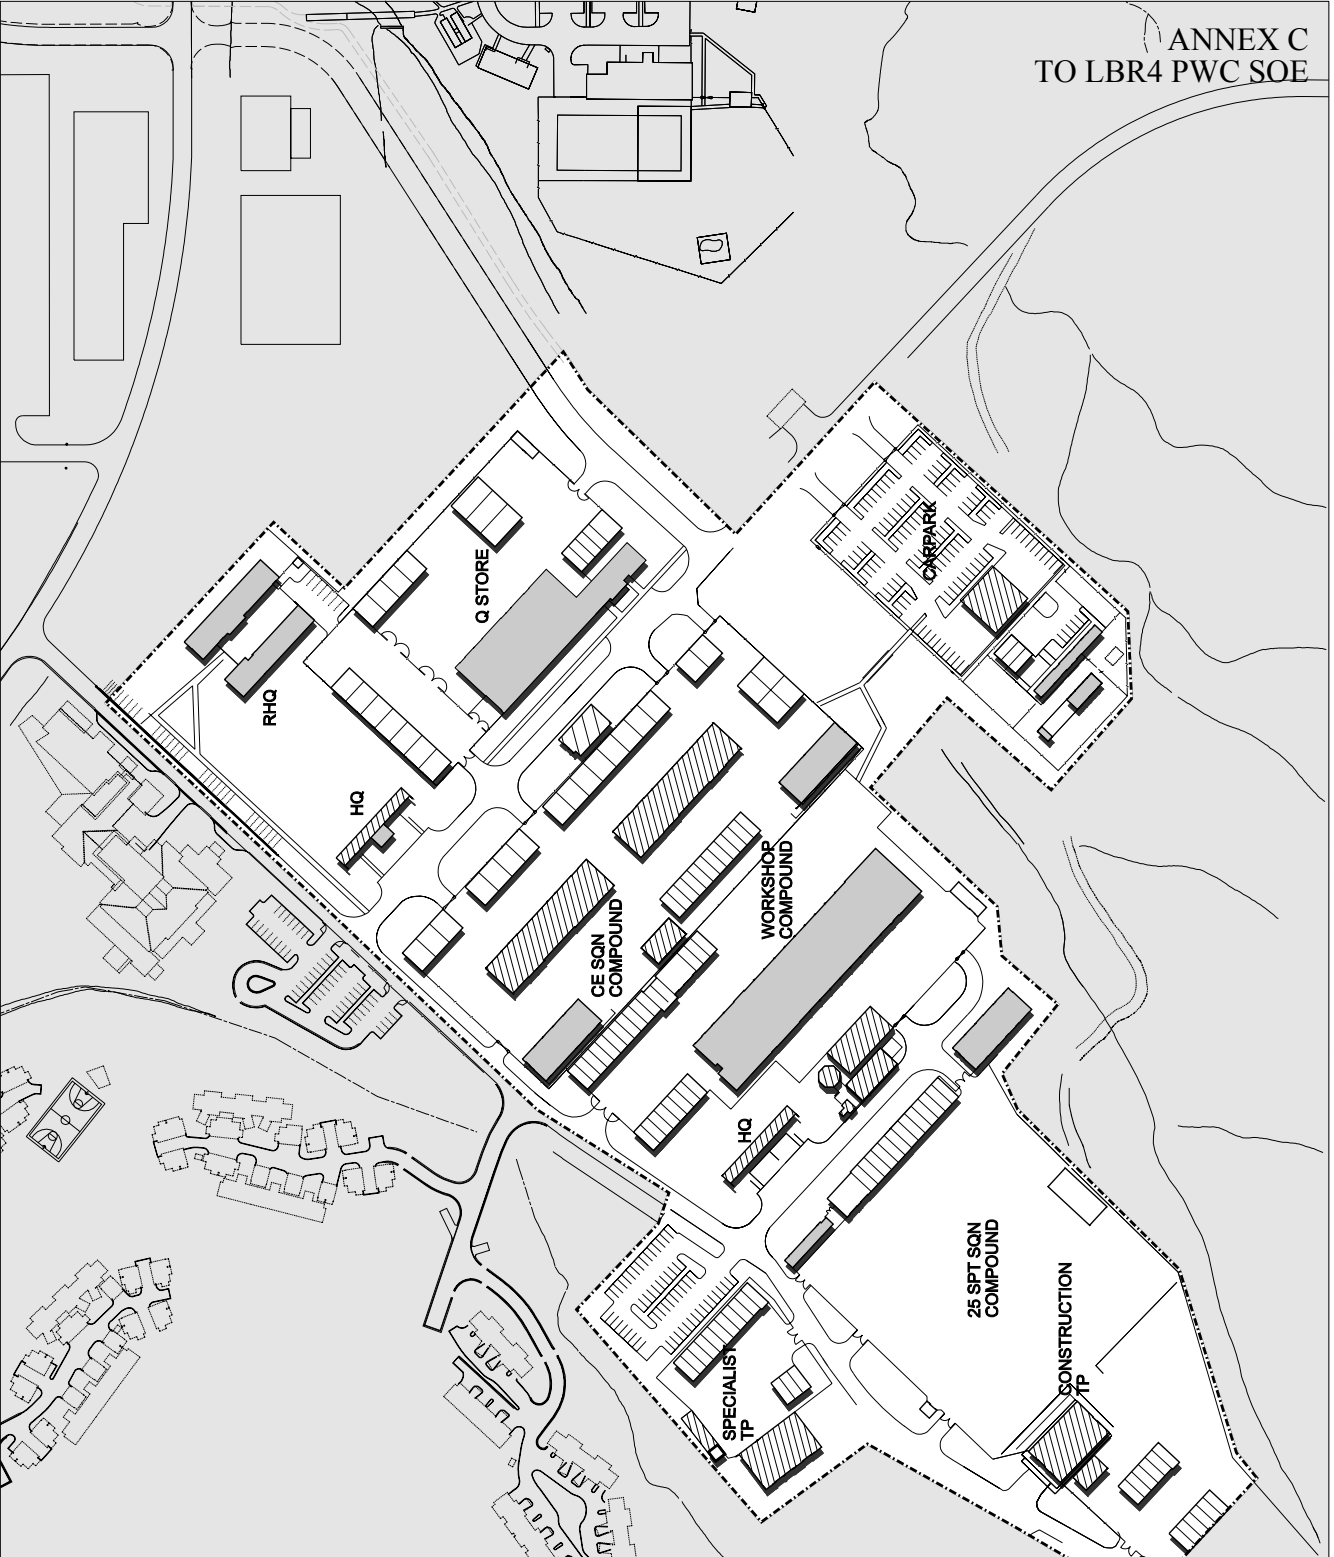 ANNEX C
TO LBR4 PWC SOE
CARPARK
Q STORE
RHQ
HQ
WORKSHOP
COMPOUND
CE SQN
COMPOUND
HQ
25 SPT SQN
COMPOUND
CONSTRUCTION
TP
SPECIALIST
TP